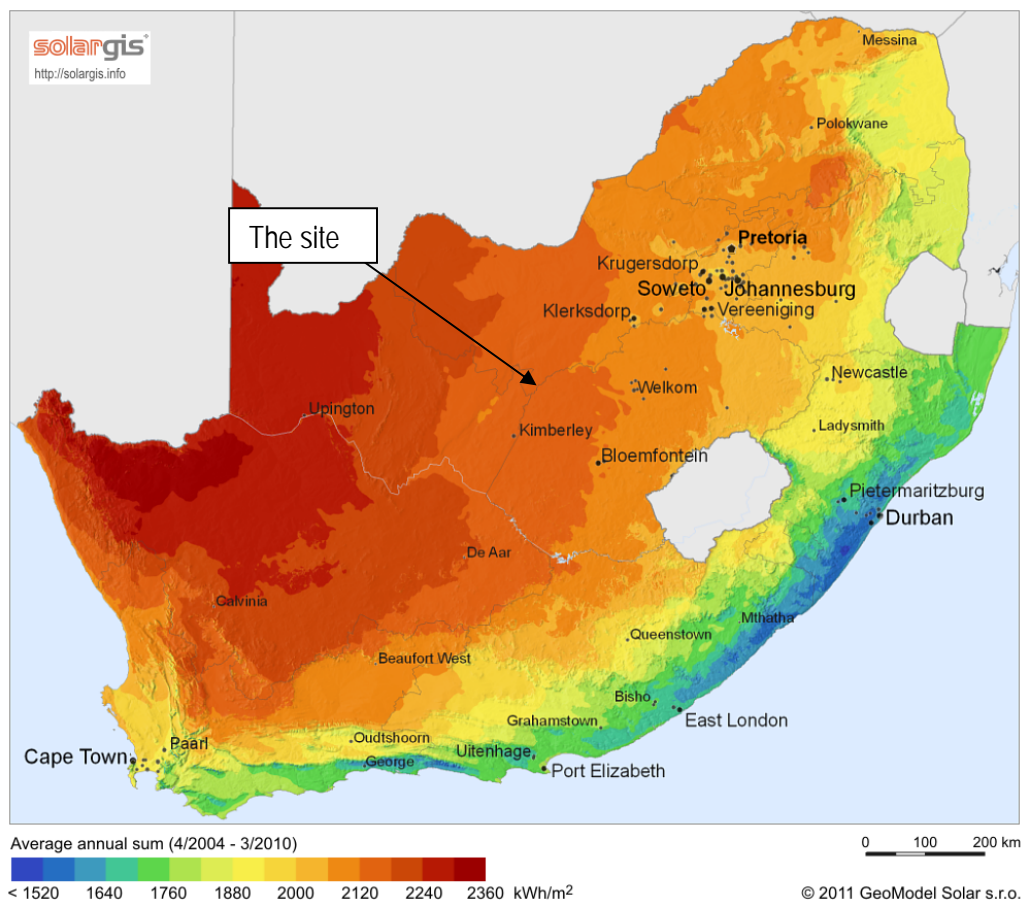 solargis
http://solargis.info
Messina
Polokwane
The site
Pretoria
Krugersdorp
Soweto
Johannesburg
Klerksdorp
Vereeniging
Newcastle
Welkom
Upington
Ladysmith
Kimberley
Bloemfontein
Pietermaritzburg
Durban
De Aar
Calvinia
Mthatha
Queenstown
Beaufort West
Bisho
East London
Grahamstown
Oudtshoorn
Paarl
Cape Town
Uitenhage
George
Port Elizabeth
Average annual sum (4/2004 - 3/2010)
0 100 200 km
< 1520 1640 1760 1880 2000 2120 2240 2360 kWh/m2
© 2011 GeoModel Solar s.r.o.